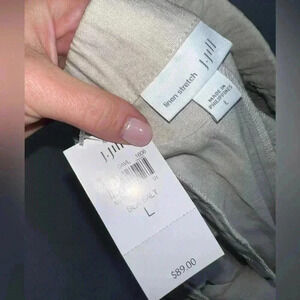 J.Jill
linen stretch
MADE IN
PHILIPPINES
L
J.Jill
L
$89.00